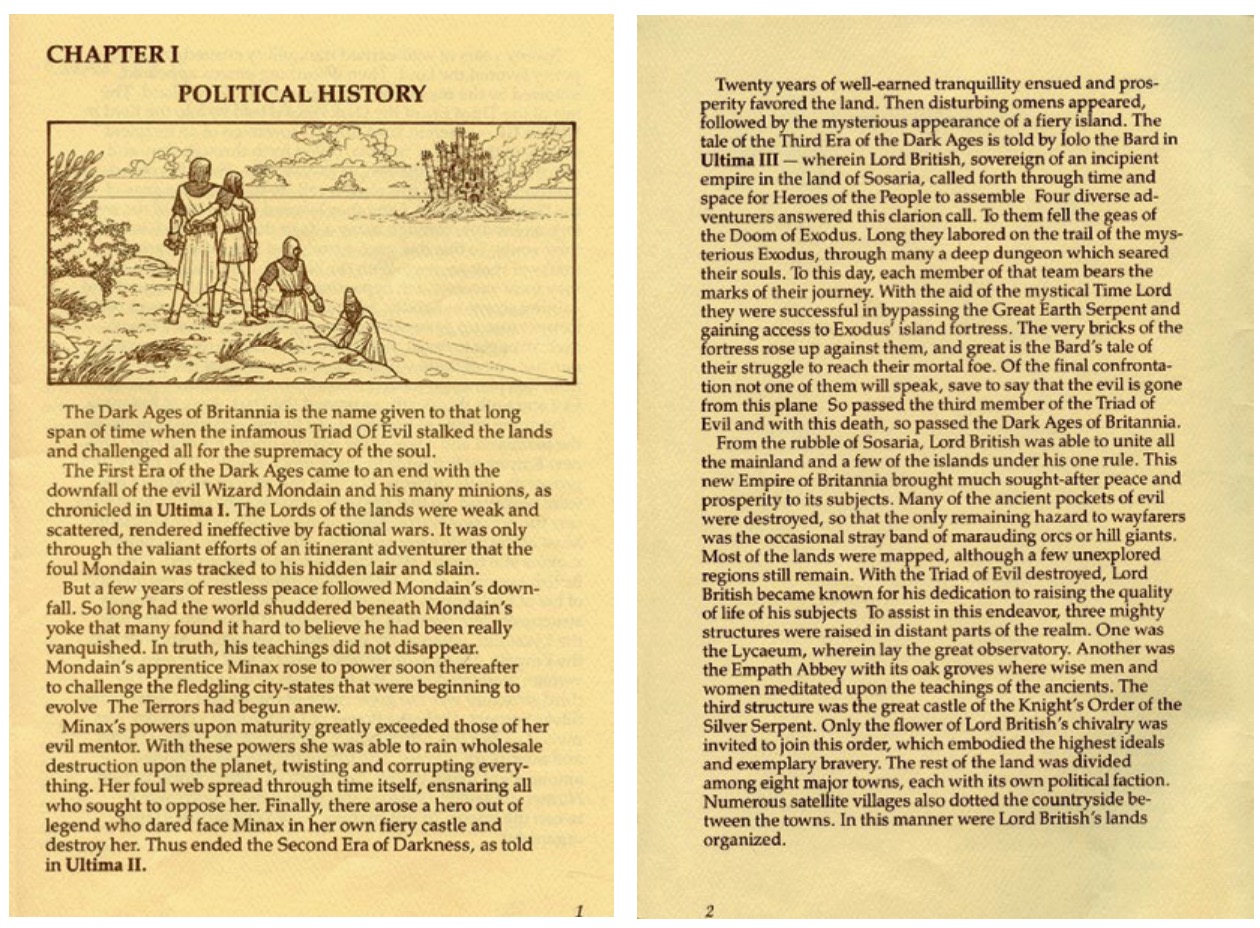 CHAPTER I
POLITICAL HISTORY
The Dark Ages of Britannia is the name given to that long
span of time when the infamous Triad Of Evil stalked the lands
and challenged all for the supremacy of the soul.
The First Era of the Dark Ages came to an end with the
downfall of the evil Wizard Mondain and his many minions, as
chronicled in Ultima I. The Lords of the lands were weak and
scattered, rendered ineffective by factional wars. It was only
through the valiant efforts of an itinerant adventurer that the
foul Mondain was tracked to his hidden lair and slain.
But a few years of restless peace followed Mondain's down-
fall. So long had the world shuddered beneath Mondain's
yoke that many found it hard to believe he had been really
vanquished. In truth, his teachings did not disappear.
Mondain's apprentice Minax rose to power soon thereafter
to challenge the fledgling city-states that were beginning to
evolve The Terrors had begun anew.
Minax's powers upon maturity greatly exceeded those of her
evil mentor. With these powers she was able to rain wholesale
destruction upon the planet, twisting and corrupting every-
thing. Her foul web spread through time itself, ensnaring all
who sought to oppose her. Finally, there arose a hero out of
legend who dared face Minax in her own fiery castle and
destroy her. Thus ended the Second Era of Darkness, as told
in Ultima II.
1
Twenty years of well-earned tranquillity ensued and pros-
perity favored the land. Then disturbing omens appeared,
followed by the mysterious appearance of a fiery island. The
tale of the Third Era of the Dark Ages is told by Iolo the Bard in
Ultima III — wherein Lord British, sovereign of an incipient
empire in the land of Sosaria, called forth through time and
space for Heroes of the People to assemble Four diverse ad-
venturers answered this clarion call. To them fell the geas of
the Doom of Exodus. Long they labored on the trail of the mys-
terious Exodus, through many a deep dungeon which seared
their souls. To this day, each member of that team bears the
marks of their journey. With the aid of the mystical Time Lord
they were successful in bypassing the Great Earth Serpent and
gaining access to Exodus' island fortress. The very bricks of the
fortress rose up against them, and great is the Bard's tale of
their struggle to reach their mortal foe. Of the final confronta-
tion not one of them will speak, save to say that the evil is gone
from this plane So passed the third member of the Triad of
Evil and with this death, so passed the Dark Ages of Britannia.
From the rubble of Sosaria, Lord British was able to unite all
the mainland and a few of the islands under his one rule. This
new Empire of Britannia brought much sought-after peace and
prosperity to its subjects. Many of the ancient pockets of evil
were destroyed, so that the only remaining hazard to wayfarers
was the occasional stray band of marauding orcs or hill giants.
Most of the lands were mapped, although a few unexplored
regions still remain. With the Triad of Evil destroyed, Lord
British became known for his dedication to raising the quality
of life of his subjects To assist in this endeavor, three mighty
structures were raised in distant parts of the realm. One was
the Lycaeum, wherein lay the great observatory. Another was
the Empath Abbey with its oak groves where wise men and
women meditated upon the teachings of the ancients. The
third structure was the great castle of the Knight's Order of the
Silver Serpent. Only the flower of Lord British's chivalry was
invited to join this order, which embodied the highest ideals
and exemplary bravery. The rest of the land was divided
among eight major towns, each with its own political faction.
Numerous satellite villages also dotted the countryside be-
tween the towns. In this manner were Lord British's lands
organized.
2